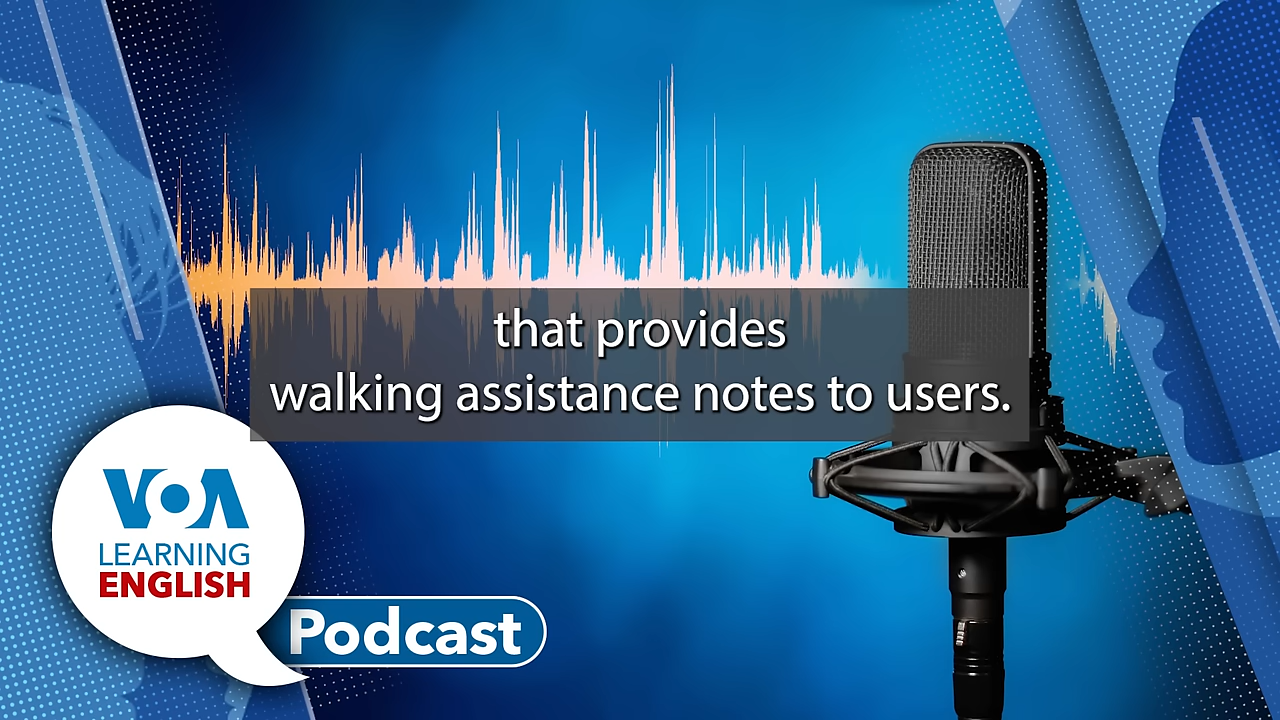 that provides
walking assistance notes to users.
VOA
LEARNING
ENGLISH
Podcast